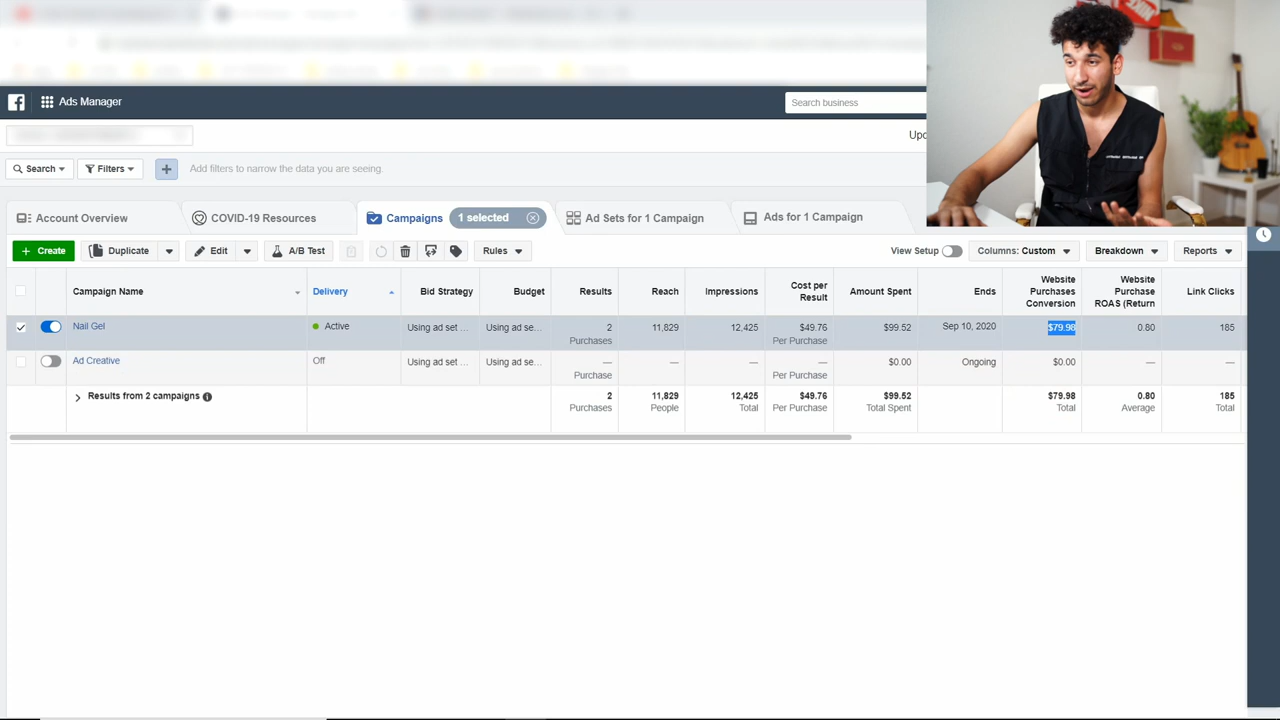 Ads Manager
Search business
Upc
Search
Filters
Add filters to narrow the data you are seeing.
Account Overview
COVID-19 Resources
Campaigns
1 selected
Ad Sets for 1 Campaign
Ads for 1 Campaign
Create
Duplicate
Edit
A/B Test
Rules
View Setup
Columns: Custom
Breakdown
Reports
Campaign Name
Delivery
Bid Strategy
Budget
Results
Reach
Impressions
Cost per
Result
Amount Spent
Ends
Website
Purchases
Conversion
Website
Purchase
ROAS (Return
Link Clicks
Nail Gel
Active
Using ad set ...
Using ad se...
2
Purchases
11,829
12,425
$49.76
Per Purchase
$99.52
Sep 10, 2020
$79.98
0.80
185
Ad Creative
Off
Using ad set ...
Using ad se...
—
Purchase
—
—
—
Per Purchase
$0.00
Ongoing
$0.00
—
—
Results from 2 campaigns
2
Purchases
11,829
People
12,425
Total
$49.76
Per Purchase
$99.52
Total Spent
$79.98
Total
0.80
Average
185
Total